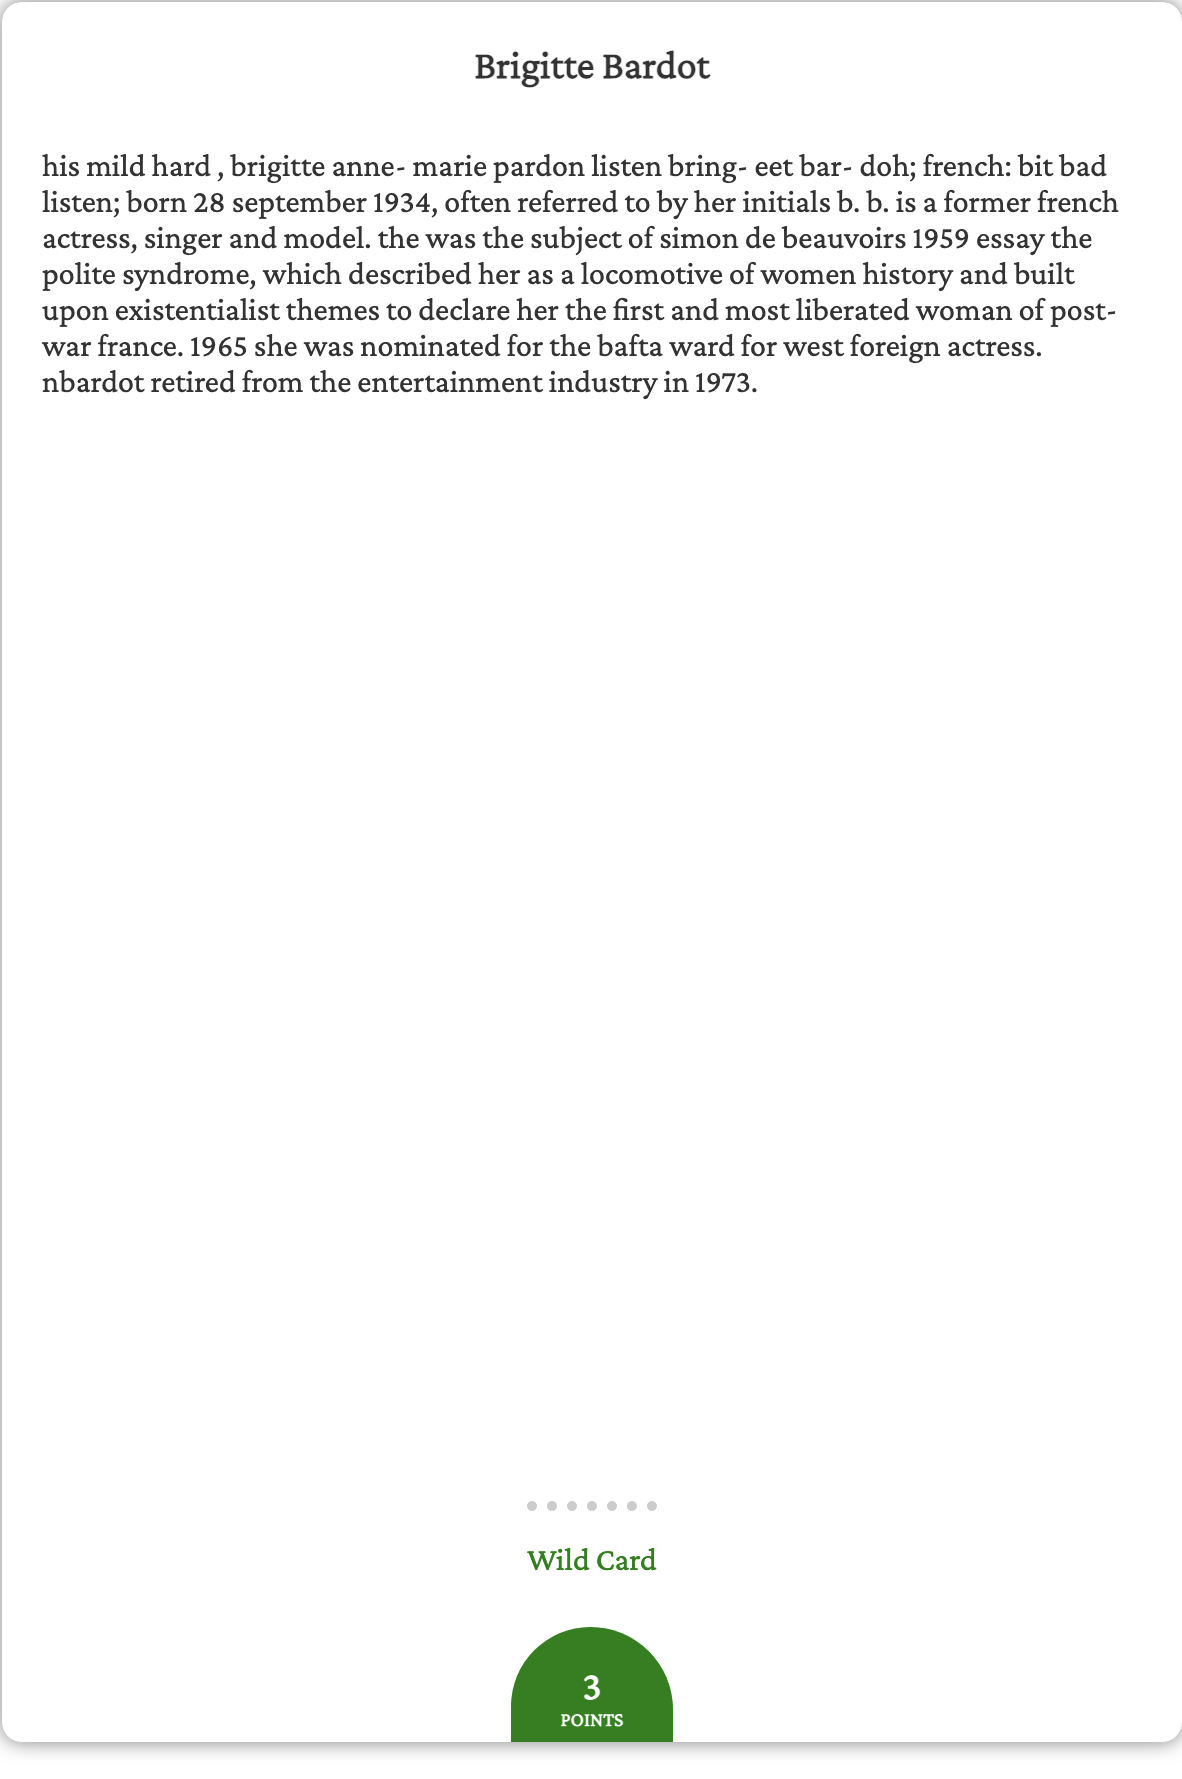 Brigitte Bardot
his mild hard , brigitte anne- marie pardon listen bring- eet bar- doh; french: bit bad
listen; born 28 september 1934, often referred to by her initials b. b. is a former french
actress, singer and model. the was the subject of simon de beauvoirs 1959 essay the
polite syndrome, which described her as a locomotive of women history and built
upon existentialist themes to declare her the first and most liberated woman of post-
war france. 1965 she was nominated for the bafta ward for west foreign actress.
nbardot retired from the entertainment industry in 1973.
Wild Card
3
POINTS